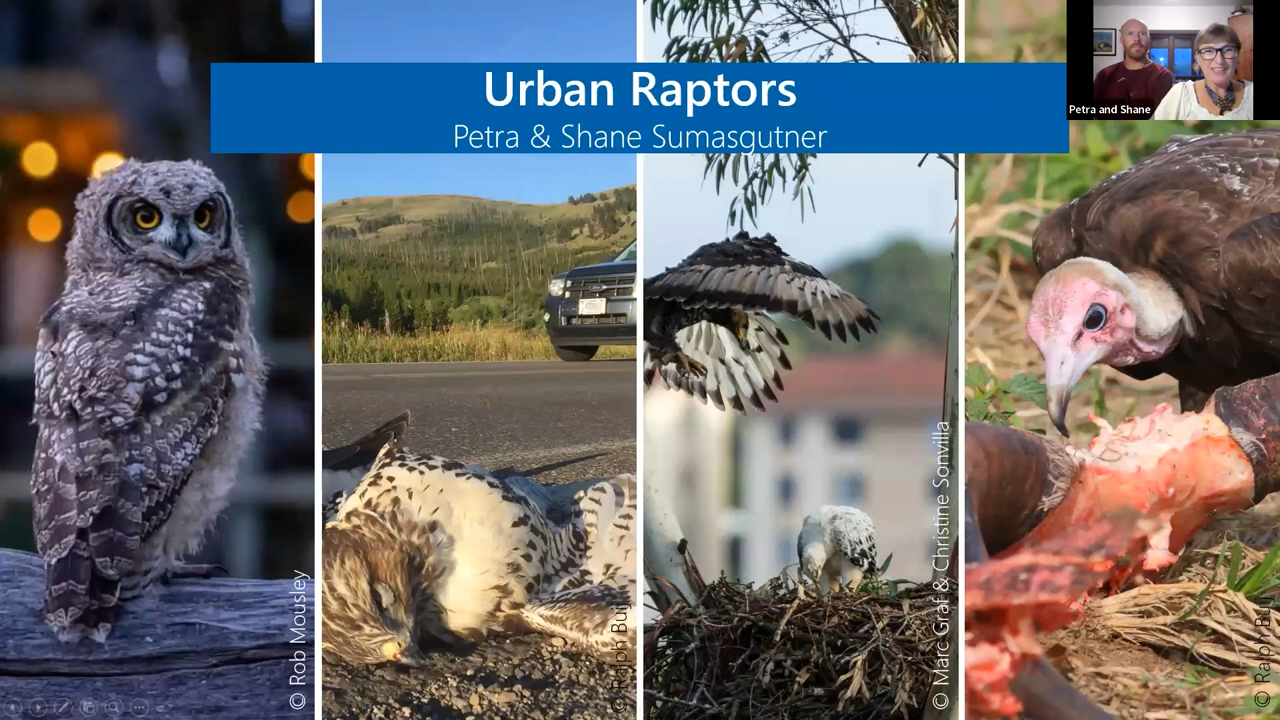 Urban Raptors
Petra & Shane Sumasgutner
Petra and Shane
© Rob Mousley
© Ralph Buij
© Marc Graf & Christine Sonvilla
© Ralph Buij